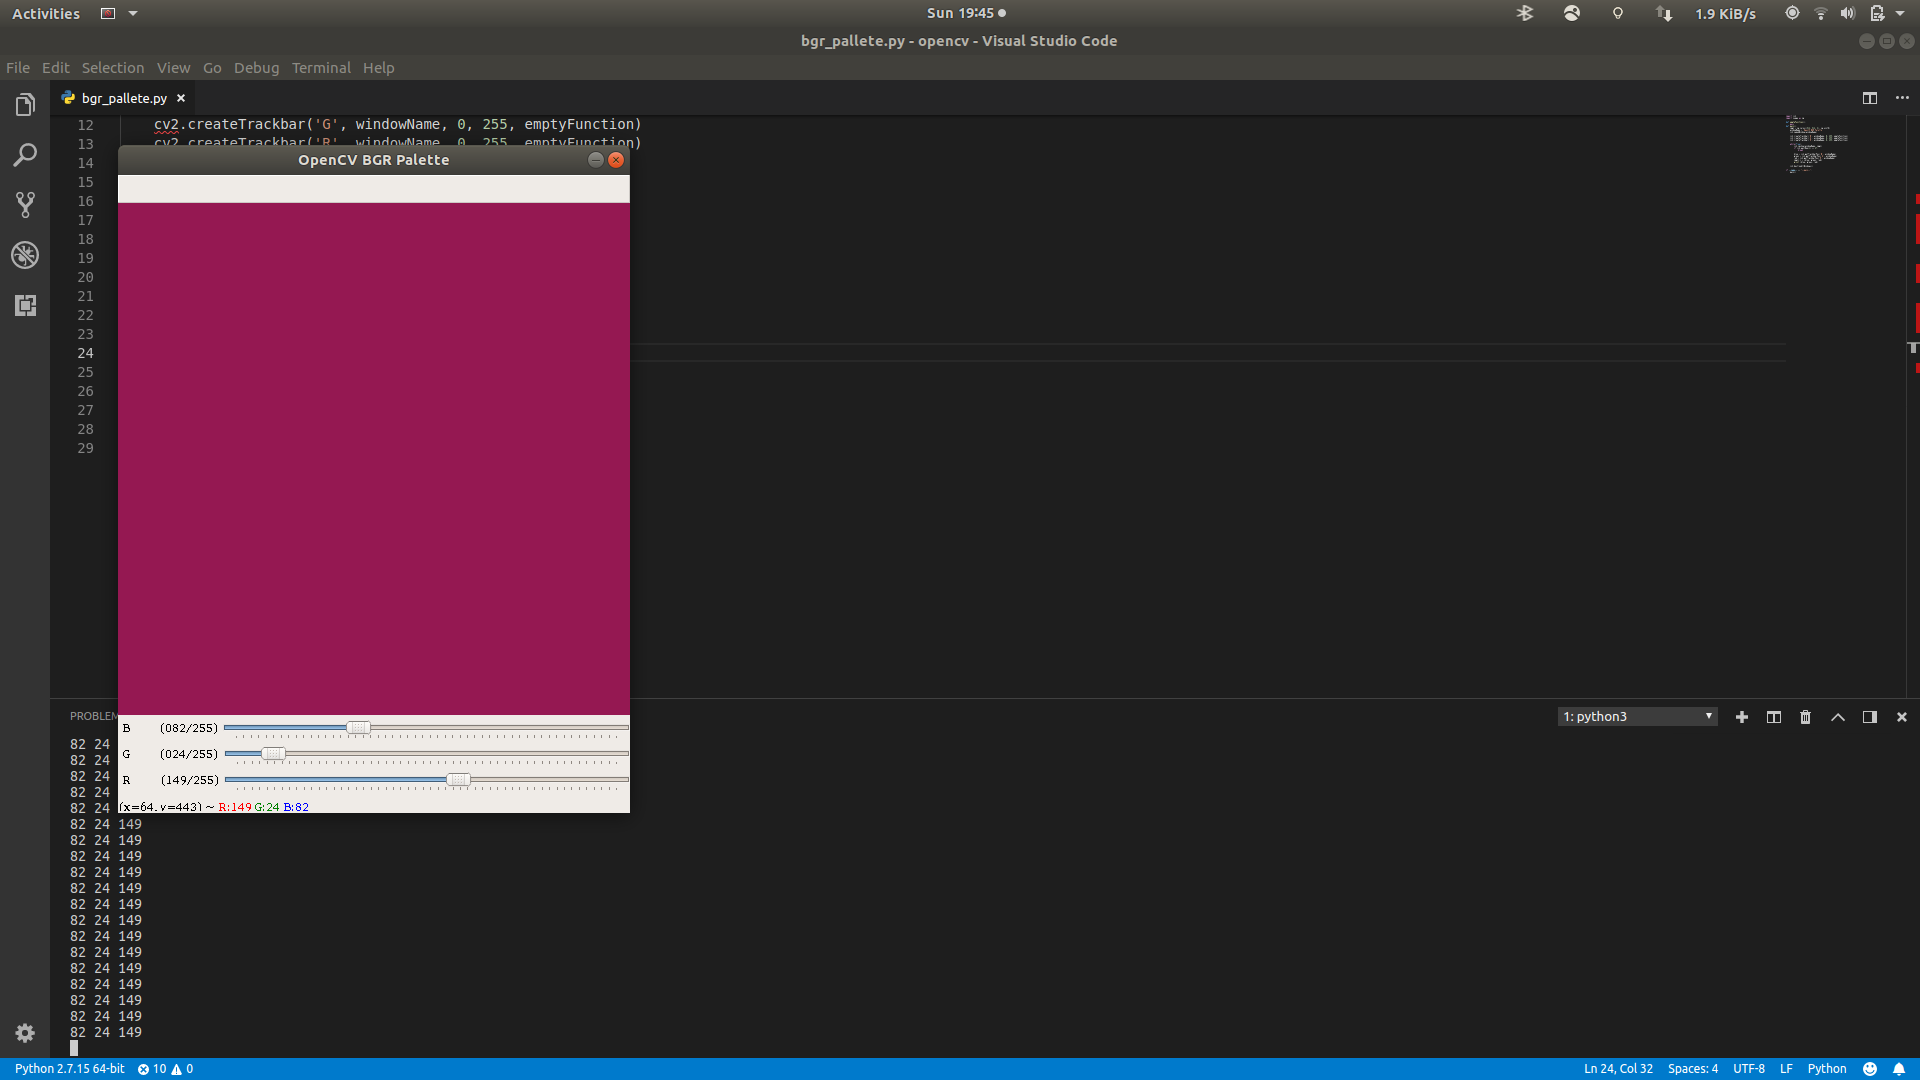 Activities
Sun 19:45
1.9 KiB/s
bgr_pallete.py - opencv - Visual Studio Code
File Edit Selection View Go Debug Terminal Help
bgr_pallete.py
12 cv2.createTrackbar('G', windowName, 0, 255, emptyFunction)
13 cv2.createTrackbar('R', windowName, 0, 255, emptyFunction)
OpenCV BGR Palette
14
15
16
17
18
19
20
21
22
23
24
25
26
27
28
29
PROBLEM
1: python3
B (082/255)
G (024/255)
R (149/255)
(x=64, y=443) ~ R:149 G:24 B:82
82 24
82 24
82 24
82 24
82 24
82 24 149
82 24 149
82 24 149
82 24 149
82 24 149
82 24 149
82 24 149
82 24 149
82 24 149
82 24 149
82 24 149
82 24 149
82 24 149
82 24 149
Python 2.7.15 64-bit 10 0
Ln 24, Col 32 Spaces: 4 UTF-8 LF Python